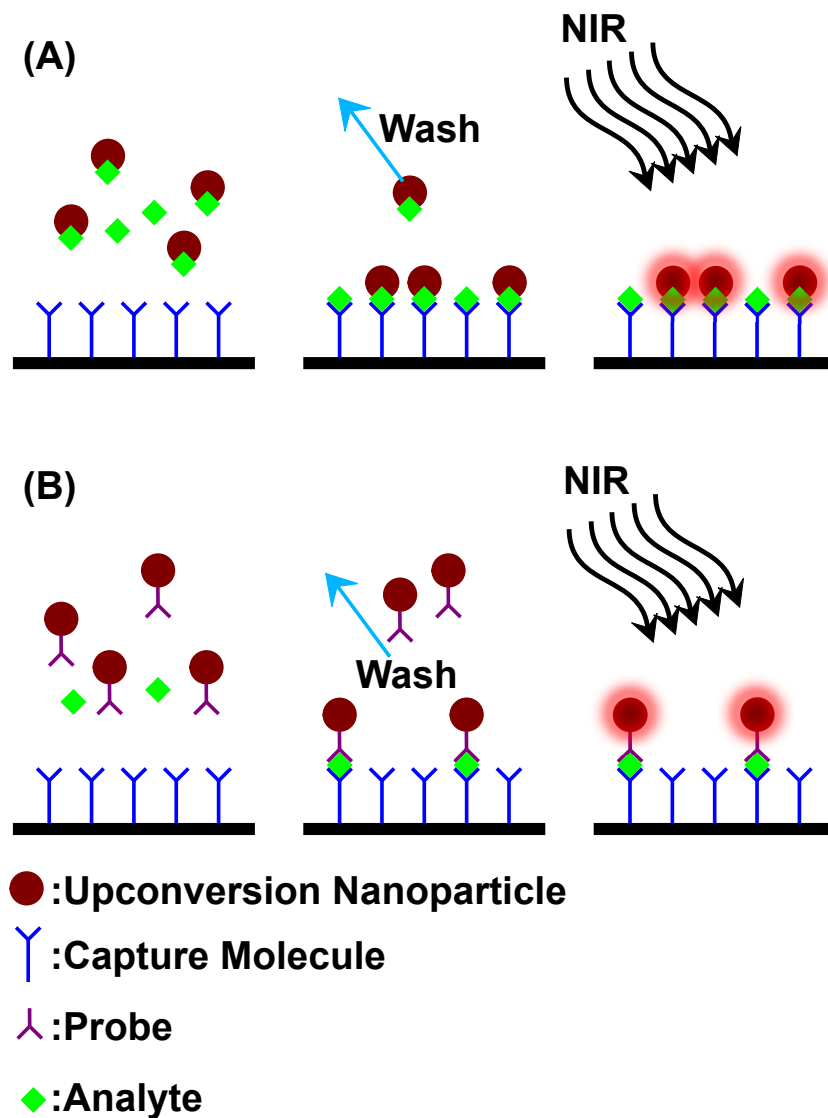 (A)
NIR
Wash
(B)
NIR
Wash
:Upconversion Nanoparticle
:Capture Molecule
:Probe
:Analyte